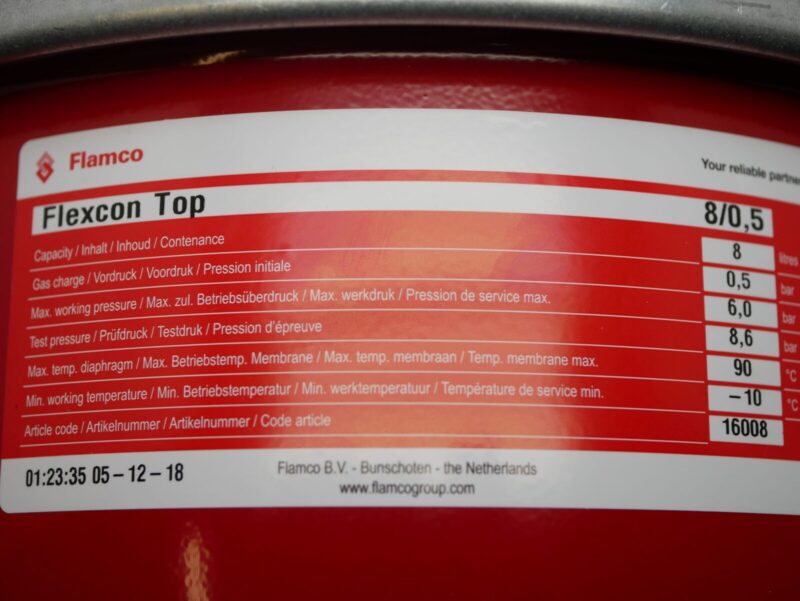 Flamco
Your reliable partne
Flexcon Top 8/0,5
Capacity / Inhalt / Inhoud / Contenance 8 litres
Gas charge / Vordruck / Voordruk / Pression initiale 0,5 bar
Max. working pressure / Max. zul. Betriebsüberdruck / Max. werkdruk / Pression de service max. 6,0 bar
Test pressure / Prüfdruck / Testdruk / Pression d'épreuve 8,6 bar
Max. temp. diaphragm / Max. Betriebstemp. Membrane / Max. temp. membraan / Temp. membrane max. 90 °C
Min. working temperature / Min. Betriebstemperatur / Min. werktemperatuur / Température de service min. – 10 °C
Article code / Artikelnummer / Artikelnummer / Code article 16008
01:23:35 05 – 12 – 18
Flamco B.V. - Bunschoten - the Netherlands
www.flamcogroup.com